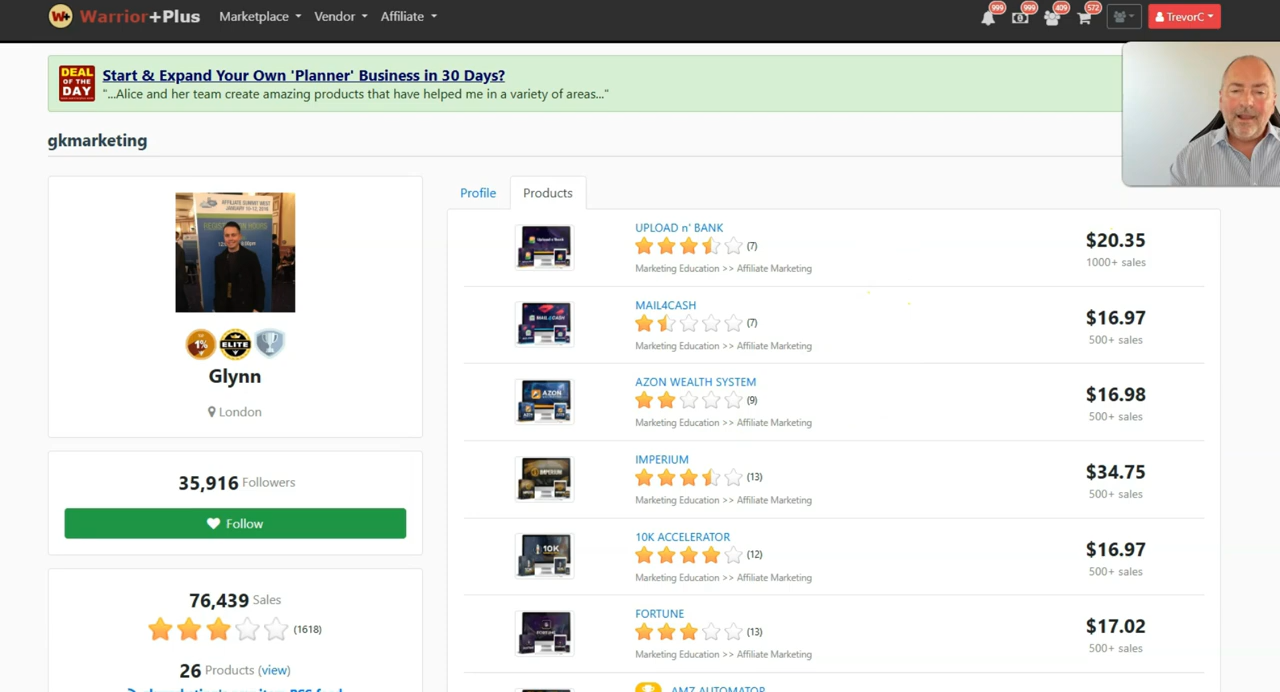 W+ Warrior+Plus Marketplace Vendor Affiliate 999 999 409 572 TrevorC
DEAL OF THE DAY
Start & Expand Your Own 'Planner' Business in 30 Days?
"...Alice and her team create amazing products that have helped me in a variety of areas..."
gkmarketing
Profile Products
AFFILIATE SUMMIT WEST
1% ELITE
Glynn
London
35,916 Followers
Follow
76,439 Sales
(1618)
26 Products (view)
UPLOAD n' BANK
(7)
Marketing Education >> Affiliate Marketing
$20.35
1000+ sales
MAIL4CASH
(7)
Marketing Education >> Affiliate Marketing
$16.97
500+ sales
AZON WEALTH SYSTEM
(9)
Marketing Education >> Affiliate Marketing
$16.98
500+ sales
IMPERIUM
(13)
Marketing Education >> Affiliate Marketing
$34.75
500+ sales
10K ACCELERATOR
(12)
Marketing Education >> Affiliate Marketing
$16.97
500+ sales
FORTUNE
(13)
Marketing Education >> Affiliate Marketing
$17.02
500+ sales
AMZ AUTOMATOR